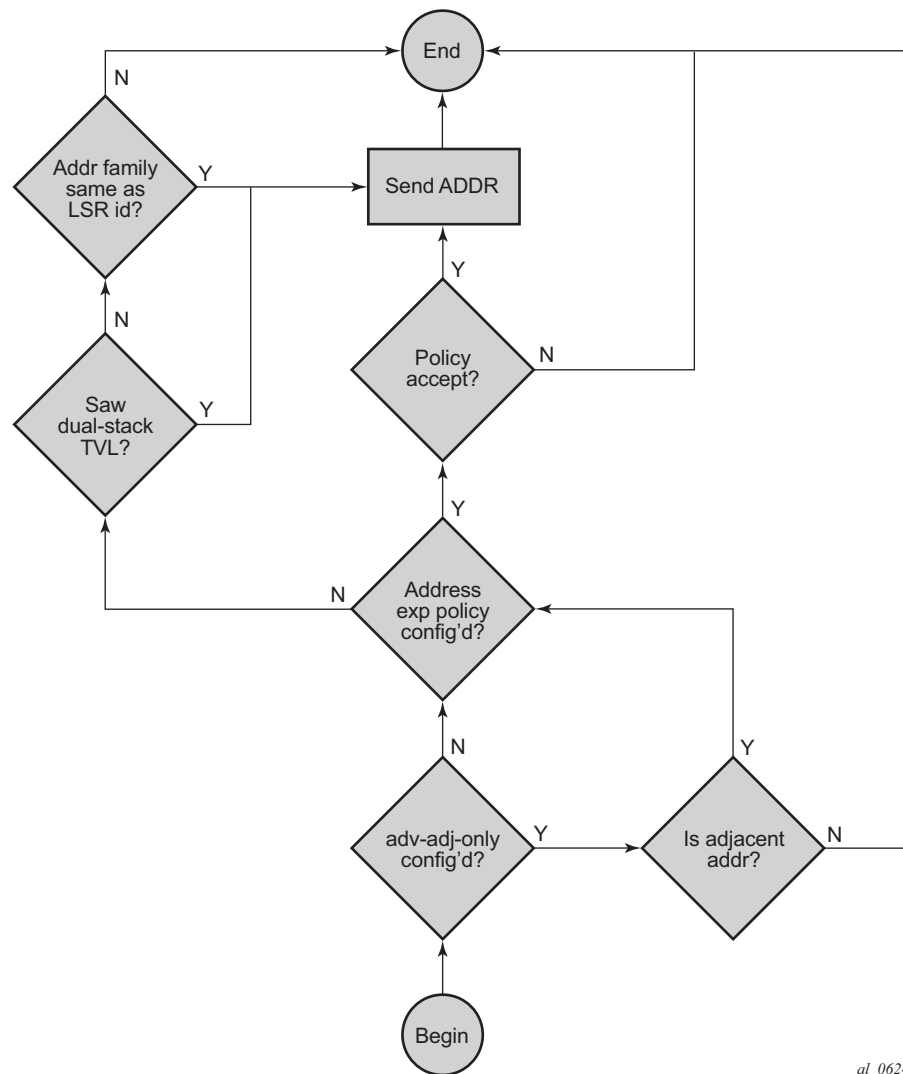 End
N
Addr family
same as
LSR id?
Y
Send ADDR
Y
N
Policy
accept?
N
Saw
dual-stack
TVL?
Y
Y
N
Address
exp policy
config'd?
N
Y
adv-adj-only
config'd?
Y
Is adjacent
addr?
N
Begin